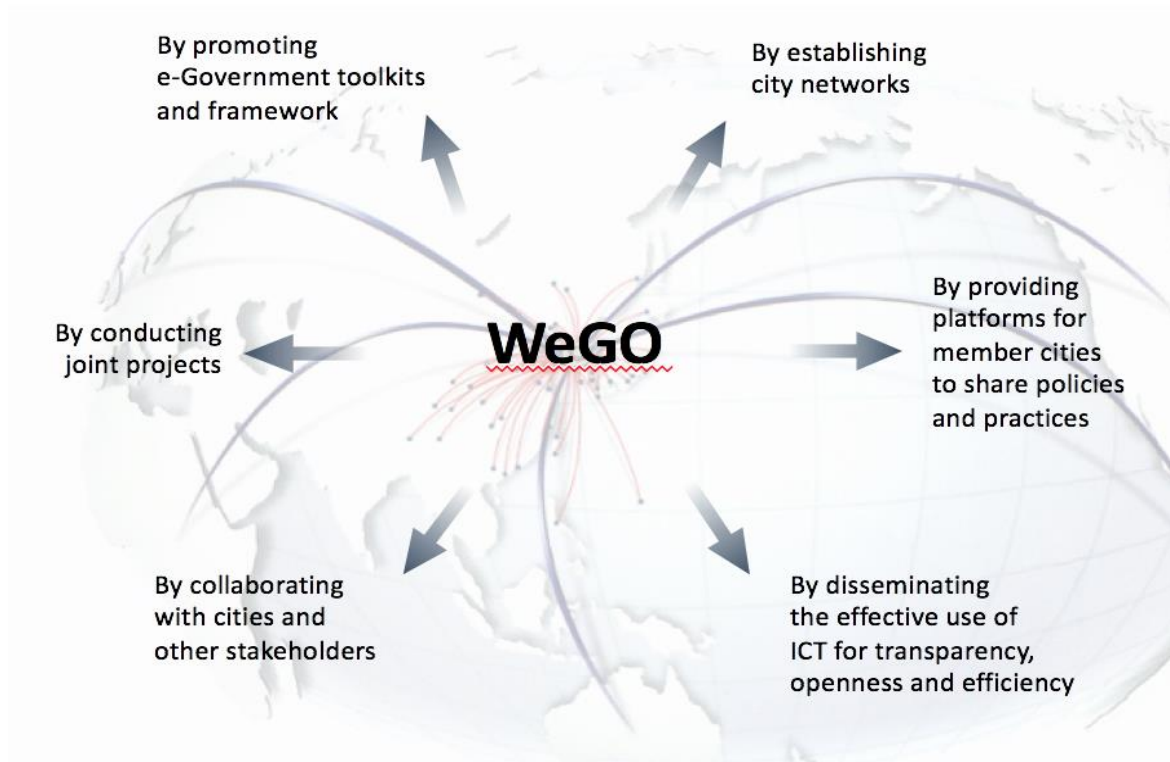 By promoting
e-Government toolkits
and framework
By establishing
city networks
By conducting
joint projects
WeGO
By providing
platforms for
member cities
to share policies
and practices
By collaborating
with cities and
other stakeholders
By disseminating
the effective use of
ICT for transparency,
openness and efficiency